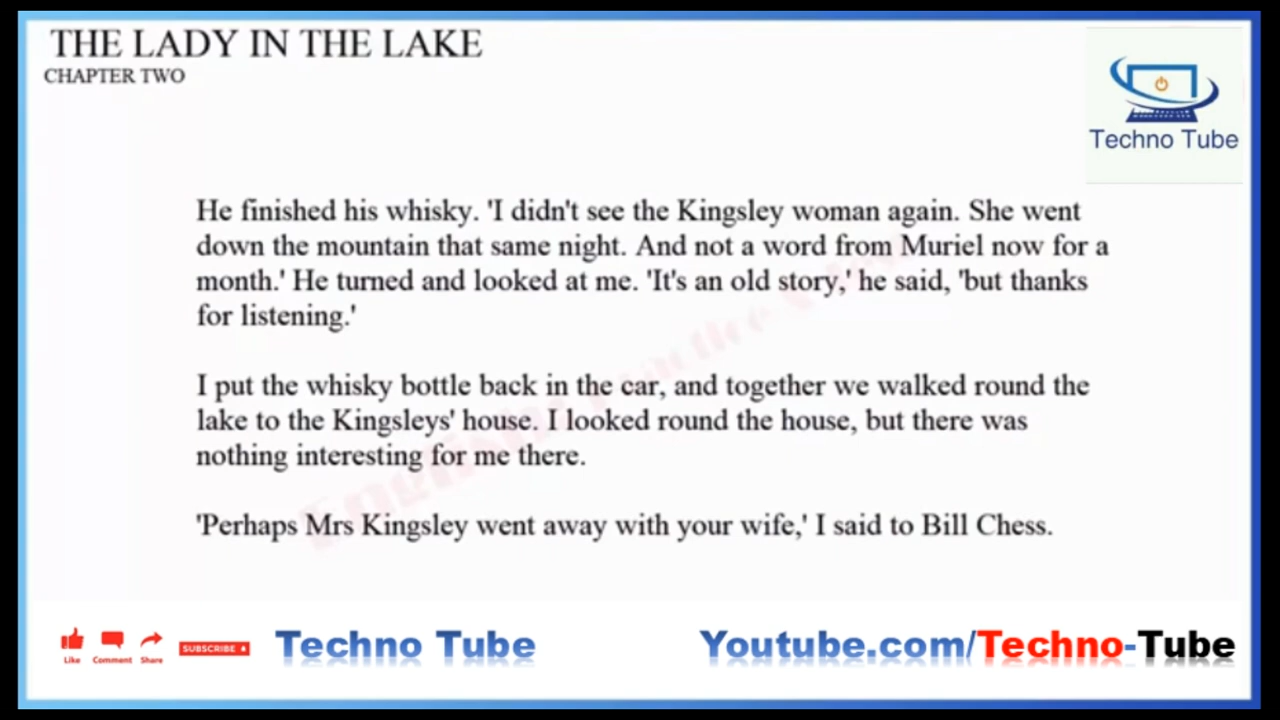 THE LADY IN THE LAKE
CHAPTER TWO
Techno Tube
He finished his whisky. 'I didn't see the Kingsley woman again. She went
down the mountain that same night. And not a word from Muriel now for a
month.' He turned and looked at me. 'It's an old story,' he said, 'but thanks
for listening.'
I put the whisky bottle back in the car, and together we walked round the
lake to the Kingsleys' house. I looked round the house, but there was
nothing interesting for me there.
'Perhaps Mrs Kingsley went away with your wife,' I said to Bill Chess.
Like
Comment
Share
SUBSCRIBE
Techno Tube
Youtube.com/Techno-Tube